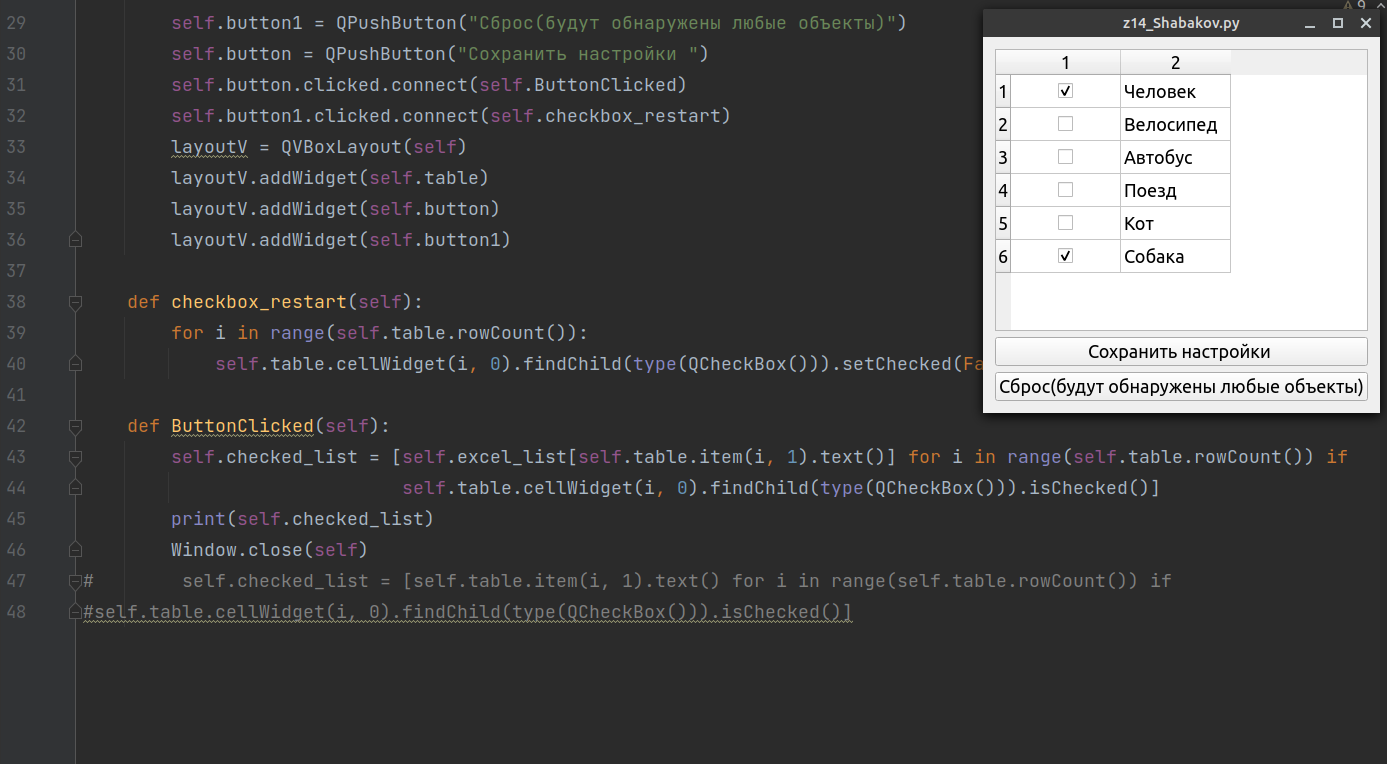 29 self.button1 = QPushButton("Сброс(будут обнаружены любые объекты)")
30 self.button = QPushButton("Сохранить настройки ")
31 self.button.clicked.connect(self.ButtonClicked)
32 self.button1.clicked.connect(self.checkbox_restart)
33 layoutV = QVBoxLayout(self)
34 layoutV.addWidget(self.table)
35 layoutV.addWidget(self.button)
36 layoutV.addWidget(self.button1)
37
38 def checkbox_restart(self):
39 for i in range(self.table.rowCount()):
40 self.table.cellWidget(i, 0).findChild(type(QCheckBox())).setChecked(Fa
41
42 def ButtonClicked(self):
43 self.checked_list = [self.excel_list[self.table.item(i, 1).text()] for i in range(self.table.rowCount()) if
44 self.table.cellWidget(i, 0).findChild(type(QCheckBox())).isChecked()]
45 print(self.checked_list)
46 Window.close(self)
47 # self.checked_list = [self.table.item(i, 1).text() for i in range(self.table.rowCount()) if
48 #self.table.cellWidget(i, 0).findChild(type(QCheckBox())).isChecked()]
9
z14_Shabakov.py
1 2
1 Человек
2 Велосипед
3 Автобус
4 Поезд
5 Кот
6 Собака
Сохранить настройки
Сброс(будут обнаружены любые объекты)